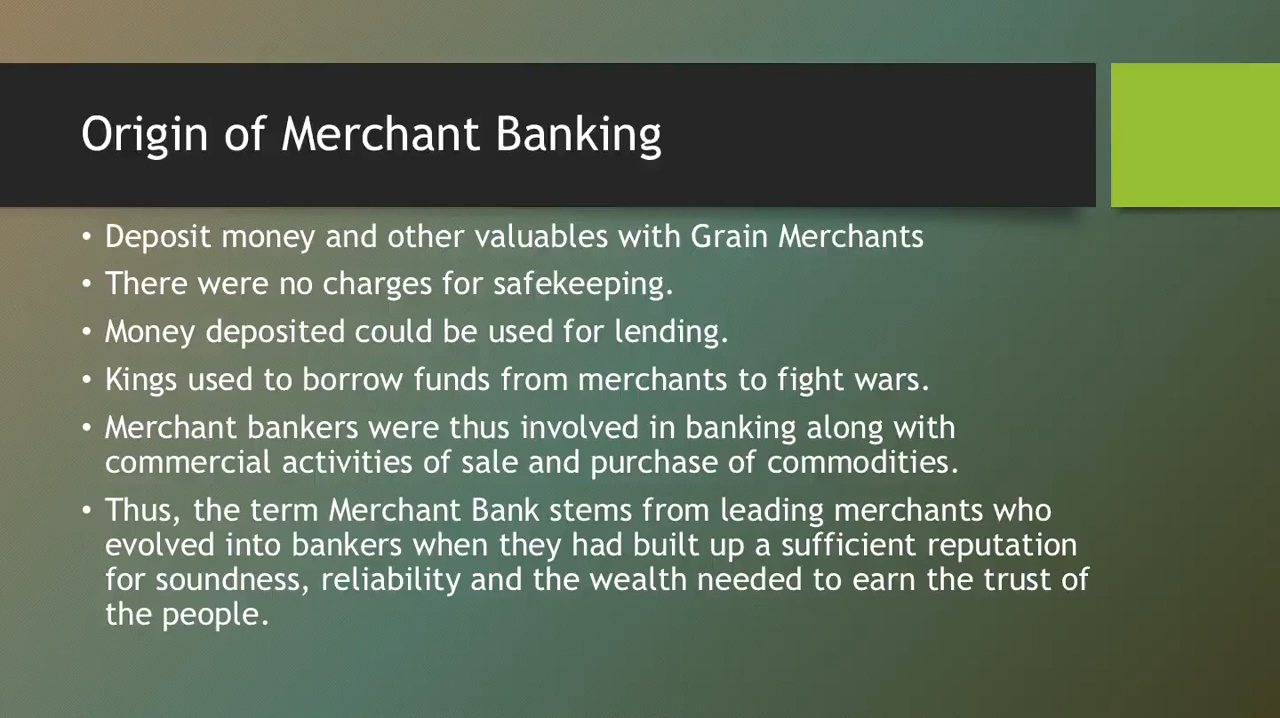 Origin of Merchant Banking
• Deposit money and other valuables with Grain Merchants
• There were no charges for safekeeping.
• Money deposited could be used for lending.
• Kings used to borrow funds from merchants to fight wars.
• Merchant bankers were thus involved in banking along with
commercial activities of sale and purchase of commodities.
• Thus, the term Merchant Bank stems from leading merchants who
evolved into bankers when they had built up a sufficient reputation
for soundness, reliability and the wealth needed to earn the trust of
the people.